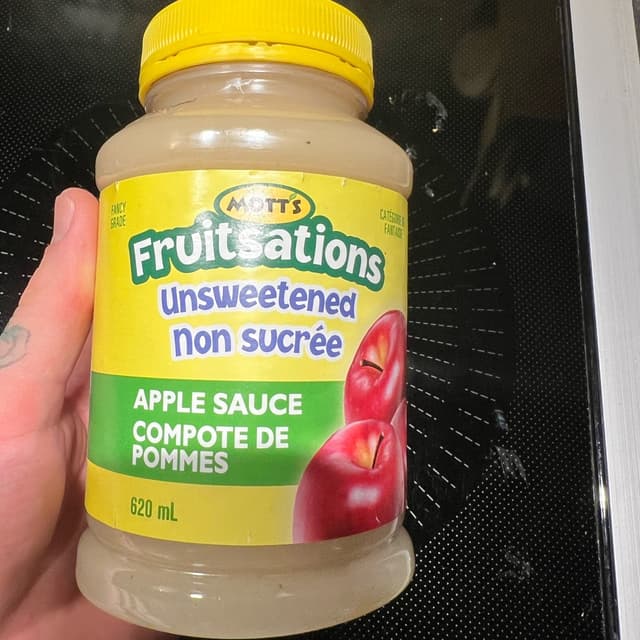 MOTT'S
FANCY
GRADE
CATÉGORIE
FANTAISIE
Fruitsations
unsweetened
non sucrée
APPLE SAUCE
COMPOTE DE
POMMES
620 mL